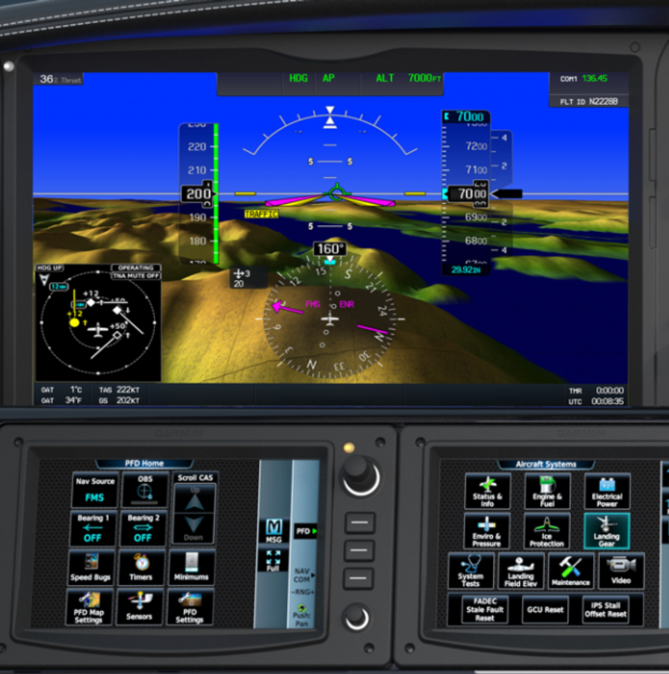 36% Thrust
HDG AP ALT 7000FT
COM1 136.45
FLT ID N2228B
7000
220
7200
4
210
7100
2
5 5
200
7000
TRAFFIC
190
6900
2
180
5 5
6800
4
160°
29.92IN
HDG UP
OPERATING
TNA MUTE OFF
12NM
+12
+50
3
20
15
12
S
24
FMS ENR
6
30
N
OAT 1°C TAS 222KT
OAT 34°F GS 202KT
TMR 0:00:00
UTC 00:08:35
PFD Home
Nav Source
FMS
OBS
Scroll CAS
Bearing 1
OFF
Bearing 2
OFF
Down
Speed Bugs
Timers
Minimums
PFD Map
Settings
Sensors
PFD
Settings
MSG
Full
PFD
NAV
COM
-RNG+
Push:
Pan
Aircraft Systems
Status &
Info
Engine &
Fuel
Electrical
Power
Enviro &
Pressure
Ice
Protection
Landing
Gear
System
Tests
Landing
Field Elev
Maintenance
Video
FADEC
Stale Fault
Reset
GCU Reset
IPS Stall
Offset Reset